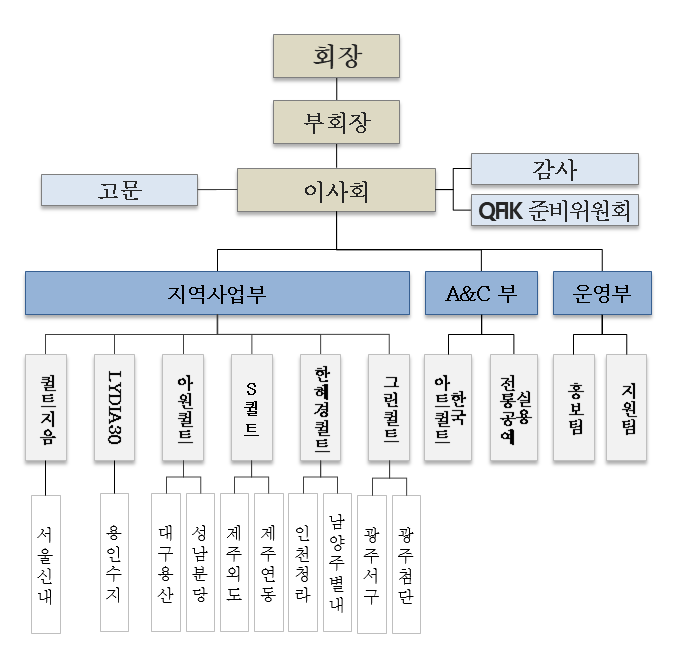 회장
부회장
이사회
고문
감사
QFIK 준비위원회
지역사업부
A&C 부
운영부
퀼트지음
LYDIA30
아원퀼트
S퀼트
한혜경퀼트
그린퀼트
한국
아트퀼트
실용
전통공예
홍보팀
지원팀
서울신내
용인수지
대구용산
성남분당
제주외도
제주연동
인천청라
남양주별내
광주서구
광주첨단